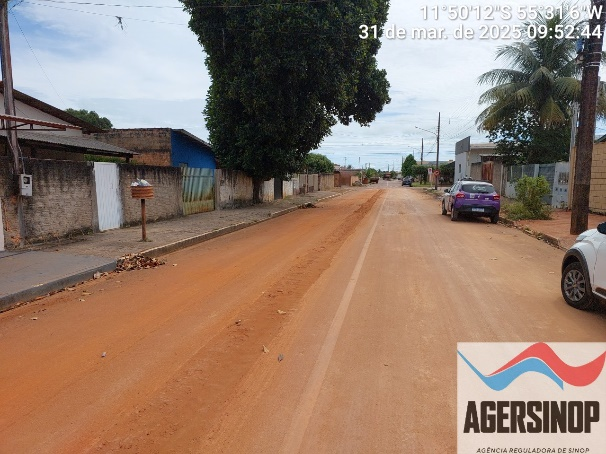 11°50'12"S 55°31'6"W
31 de mar. de 2025 09:52:44
AGERSINOP
AGÊNCIA REGULADORA DE SINOP